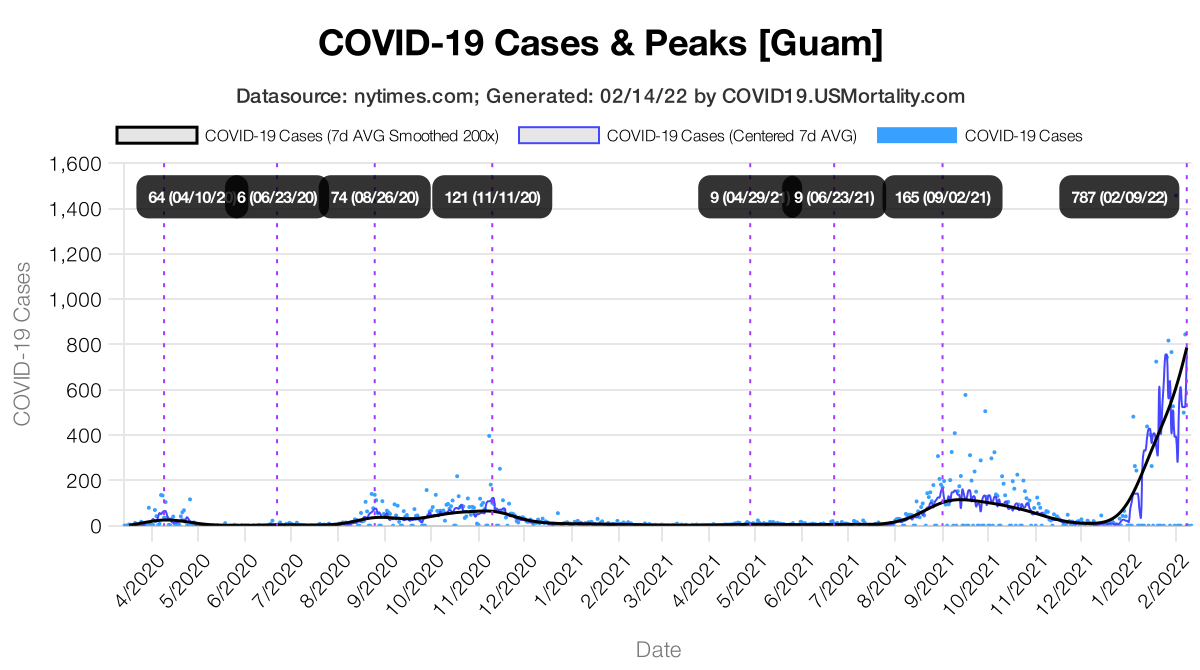 COVID-19 Cases & Peaks [Guam]
Datasource: nytimes.com; Generated: 02/14/22 by COVID19.USMortality.com
COVID-19 Cases (7d AVG Smoothed 200x) COVID-19 Cases (Centered 7d AVG) COVID-19 Cases
1,600
64 (04/10/20) 6 (06/23/20) 74 (08/26/20) 121 (11/11/20) 9 (04/29/21) 9 (06/23/21) 165 (09/02/21) 787 (02/09/22)
1,400
1,200
1,000
800
600
400
200
0
COVID-19 Cases
4/2020 5/2020 6/2020 7/2020 8/2020 9/2020 10/2020 11/2020 12/2020 1/2021 2/2021 3/2021 4/2021 5/2021 6/2021 7/2021 8/2021 9/2021 10/2021 11/2021 12/2021 1/2022 2/2022
Date